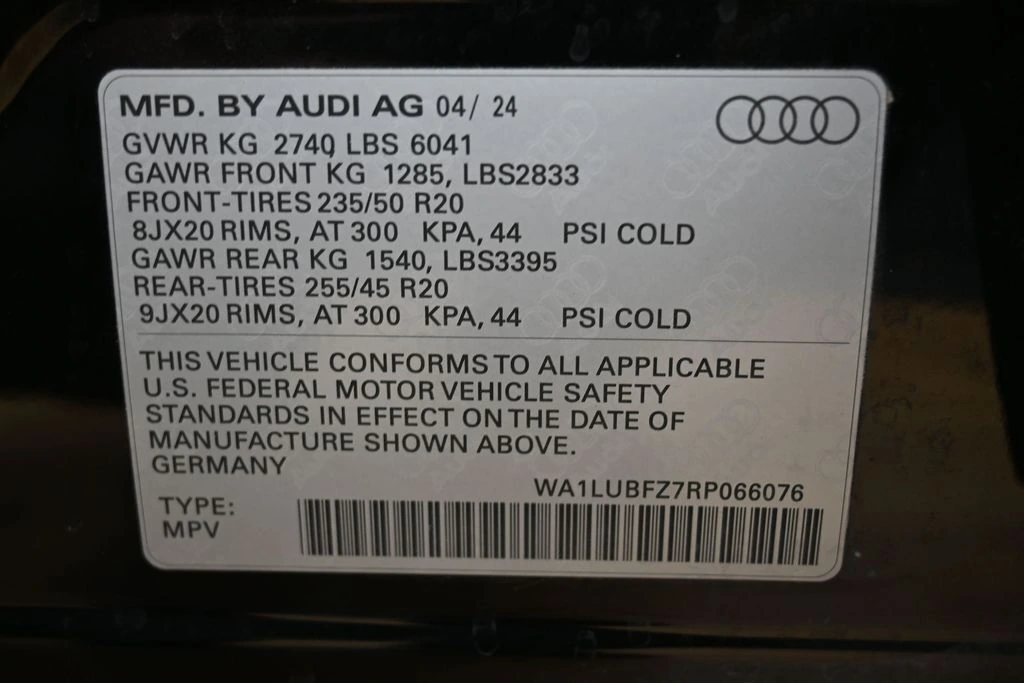 MFD. BY AUDI AG 04/ 24
GVWR KG 2740 LBS 6041
GAWR FRONT KG 1285, LBS2833
FRONT-TIRES 235/50 R20
8JX20 RIMS, AT 300 KPA, 44 PSI COLD
GAWR REAR KG 1540, LBS3395
REAR-TIRES 255/45 R20
9JX20 RIMS, AT 300 KPA, 44 PSI COLD
THIS VEHICLE CONFORMS TO ALL APPLICABLE
U.S. FEDERAL MOTOR VEHICLE SAFETY
STANDARDS IN EFFECT ON THE DATE OF
MANUFACTURE SHOWN ABOVE.
GERMANY
WA1LUBFZ7RP066076
TYPE:
MPV